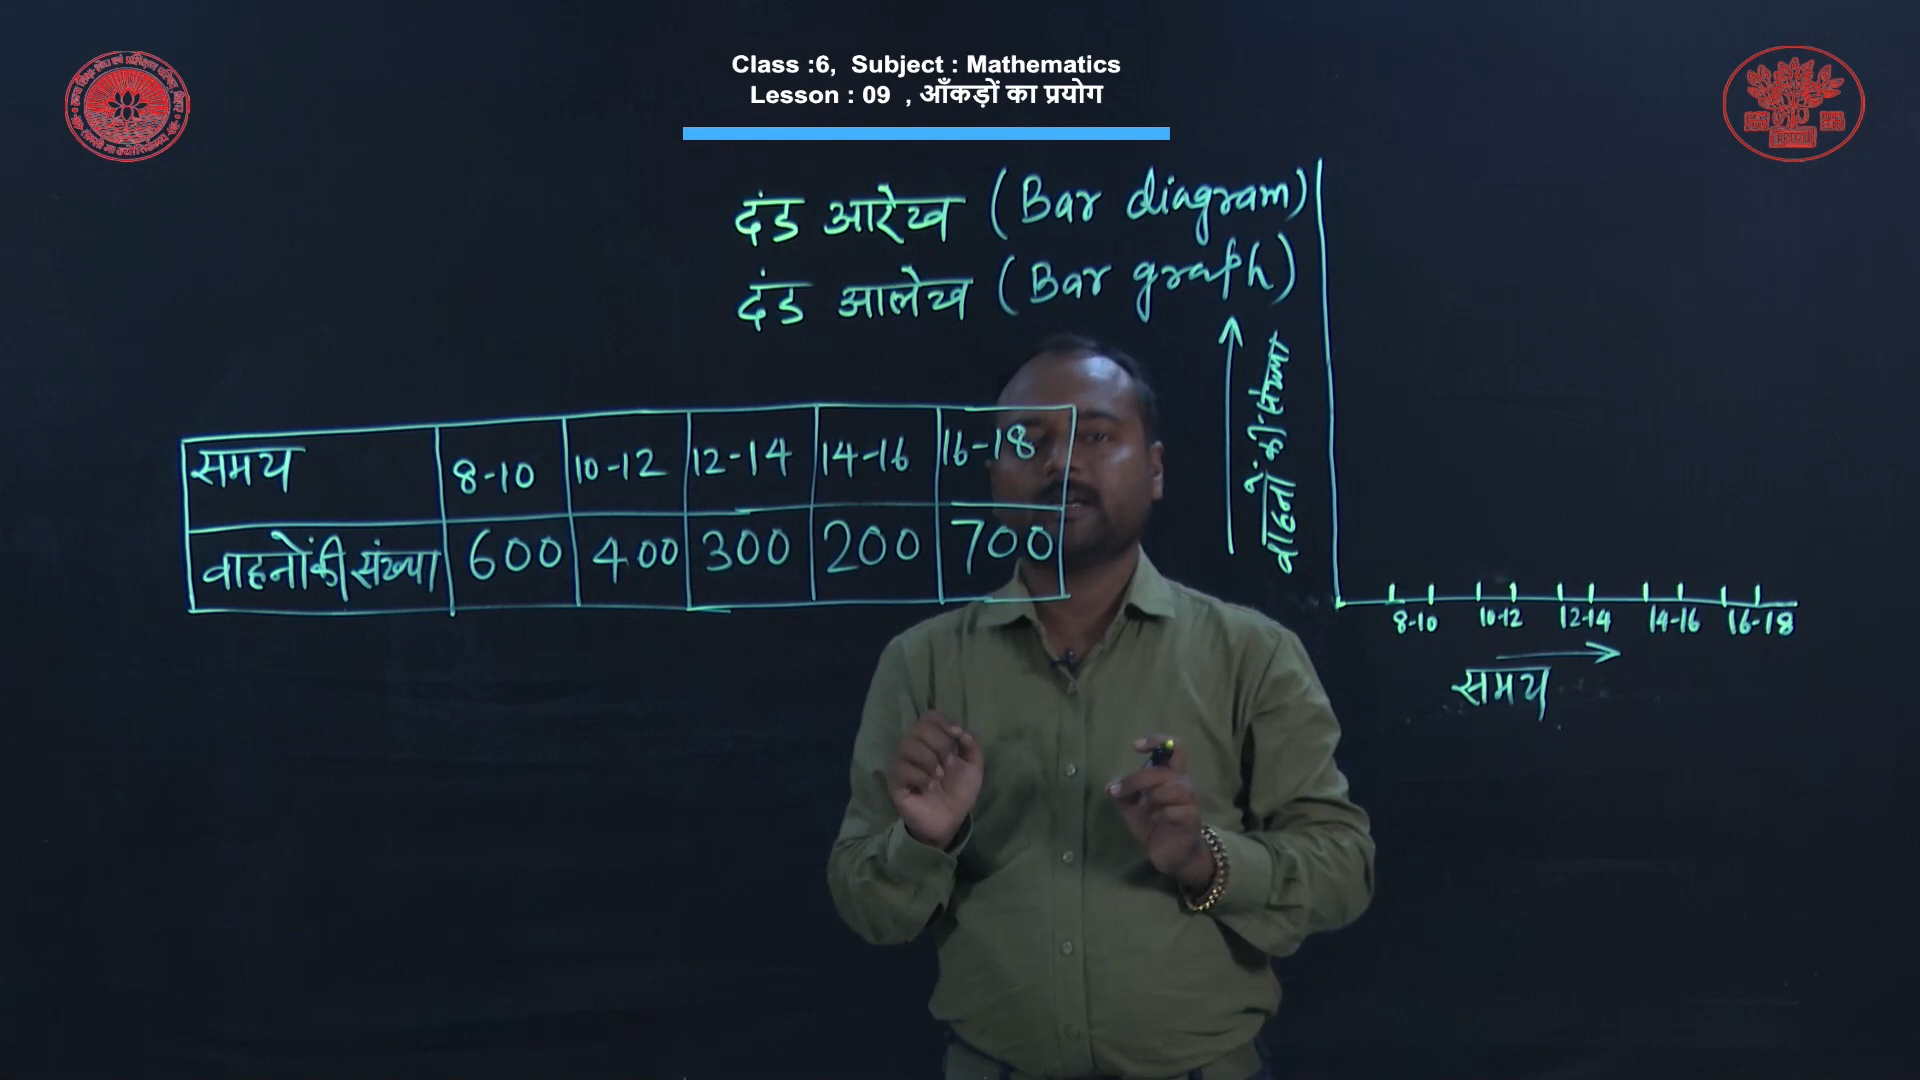 Class :6, Subject : Mathematics
Lesson : 09 , आँकड़ों का प्रयोग
दंड आरेख (Bar diagram)
दंड आलेख (Bar graph)
समय 8-10 10-12 12-14 14-16 16-18
वाहनों की संख्या 600 400 300 200 700
वाहनों की संख्या
8-10 10-12 12-14 14-16 16-18
समय